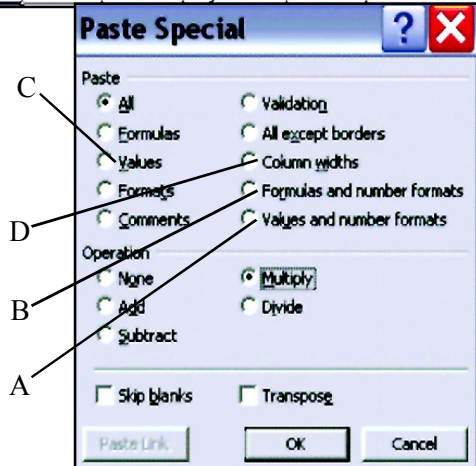 Paste Special
?
Paste
All
Validation
Formulas
All except borders
C
Values
Column widths
Formats
Formulas and number formats
D
Comments
Values and number formats
Operation
None
Multiply
B
Add
Divide
Subtract
A
Skip blanks
Transpose
Paste Link
OK
Cancel